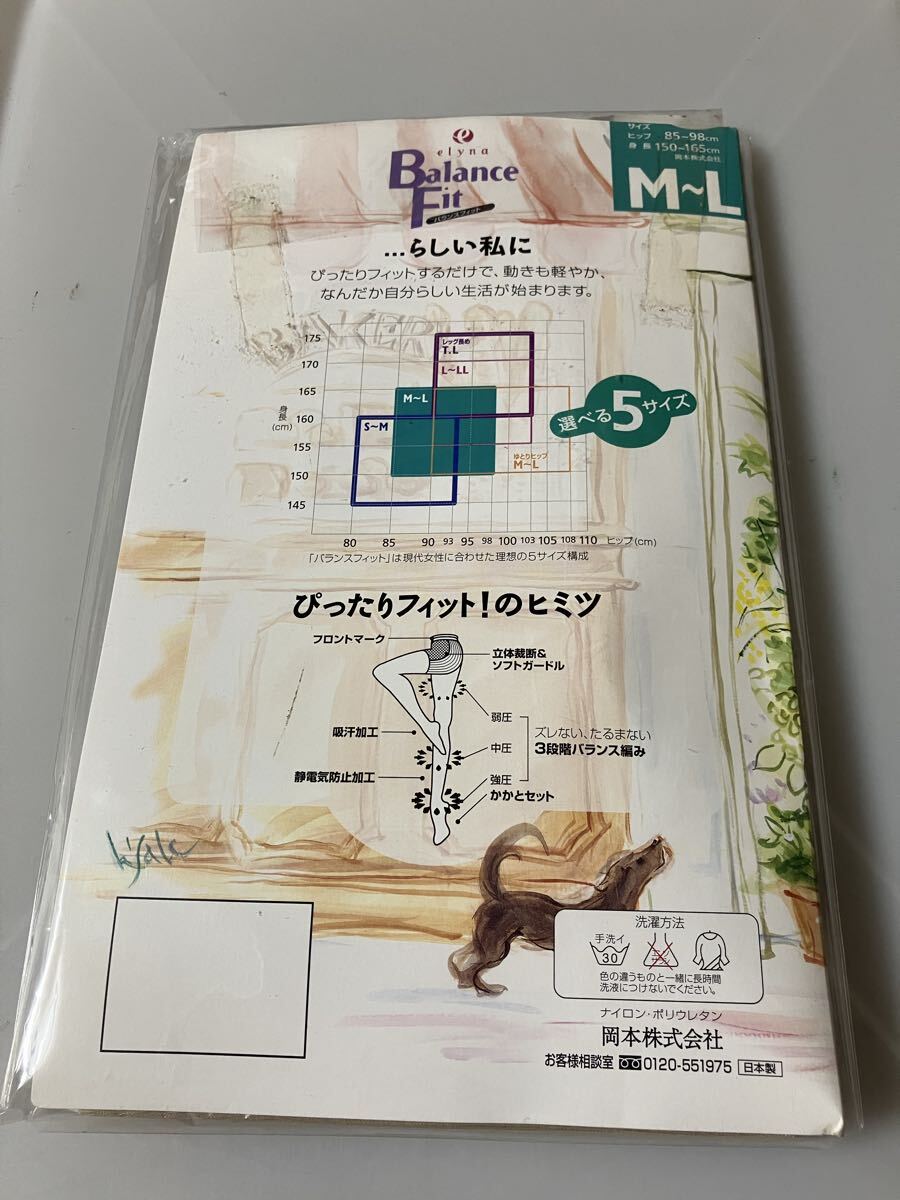 elyna
Balance
Fit
バランスフィット
サイズ
ヒップ 85~98cm
身長 150~165cm
岡本株式会社
M~L
…らしい私に
ぴったりフィットするだけで、動きも軽やか、
なんだか自分らしい生活が始まります。
身長
(cm)
175
170
165
160
155
150
145
レッグ長め
T.L
L~LL
M~L
S~M
ゆとりヒップ
M~L
選べる5サイズ
80 85 90 93 95 98 100 103 105 108 110 ヒップ(cm)
「バランスフィット」は現代女性に合わせた理想の5サイズ構成
ぴったりフィット!のヒミツ
フロントマーク
立体裁断&
ソフトガードル
吸汗加工
静電気防止加工
弱圧
中圧
強圧
ズレない、たるまない
3段階バランス編み
かかとセット
洗濯方法
手洗イ
30
色の違うものと一緒に長時間
洗液につけないでください。
ナイロン・ポリウレタン
岡本株式会社
お客様相談室 0120-551975 日本製